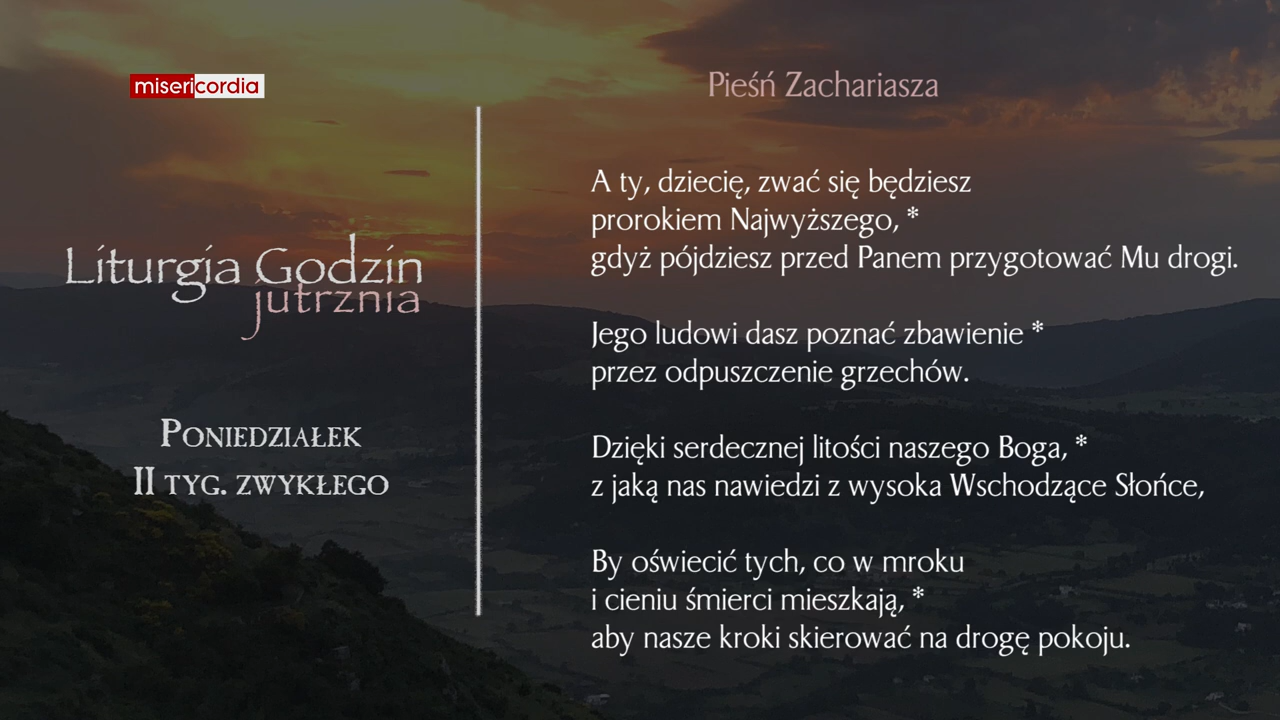 misericordia
Liturgia Godzin
jutrznia
Poniedziałek
II tyg. zwykłego
Pieśń Zachariasza
A ty, dziecię, zwać się będziesz
prorokiem Najwyższego, *
gdyż pójdziesz przed Panem przygotować Mu drogi.
Jego ludowi dasz poznać zbawienie *
przez odpuszczenie grzechów.
Dzięki serdecznej litości naszego Boga, *
z jaką nas nawiedzi z wysoka Wschodzące Słońce,
By oświecić tych, co w mroku
i cieniu śmierci mieszkają, *
aby nasze kroki skierować na drogę pokoju.